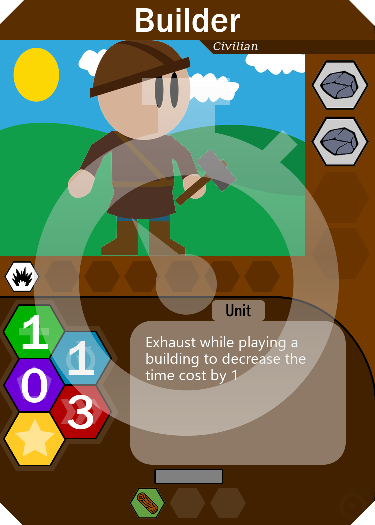 Builder
Civilian
Unit
1
1
0
3
Exhaust while playing a
building to decrease the
time cost by 1